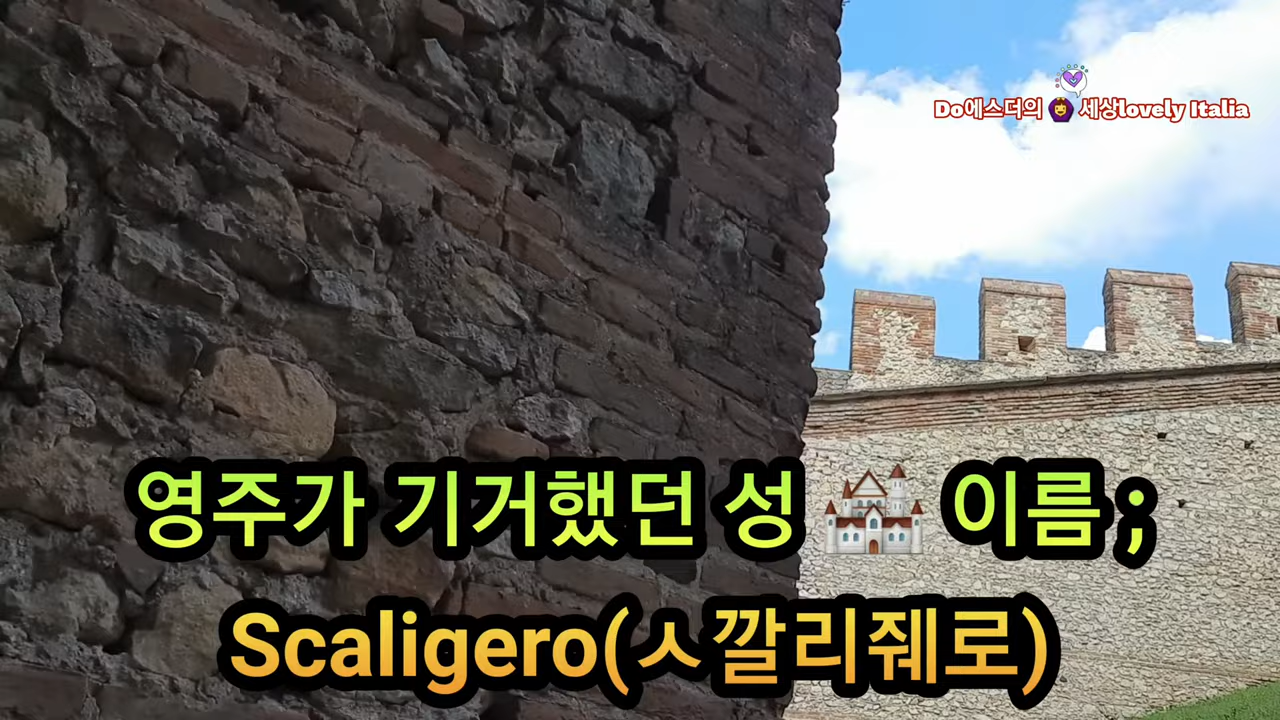 Do에스더의 🙆 세상lovely Italia
영주가 기거했던 성 🏰 이름 ;
Scaligero(ㅅ깔리줴로)